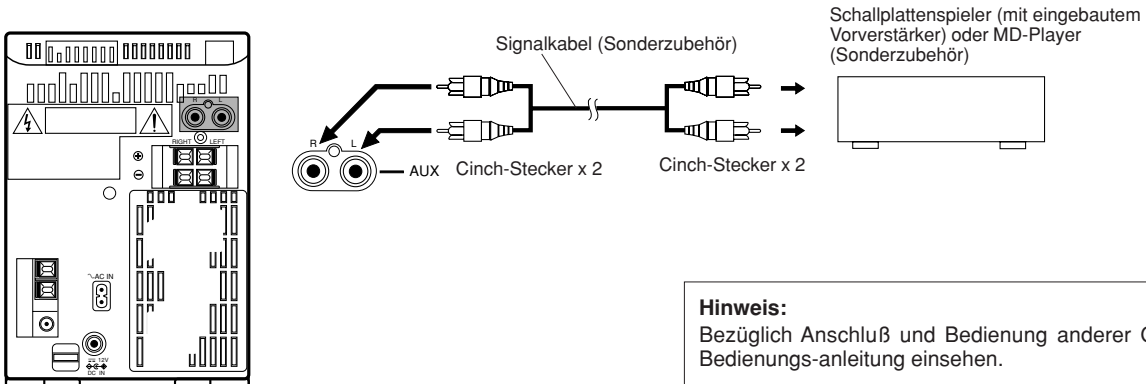 Schallplattenspieler (mit eingebautem
Vorverstärker) oder MD-Player
(Sonderzubehör)
Signalkabel (Sonderzubehör)
R L
RIGHT LEFT
R L
AUX
Cinch-Stecker x 2
Cinch-Stecker x 2
AC IN
12V
DC IN
Hinweis:
Bezüglich Anschluß und Bedienung anderer
Bedienungs-anleitung einsehen.